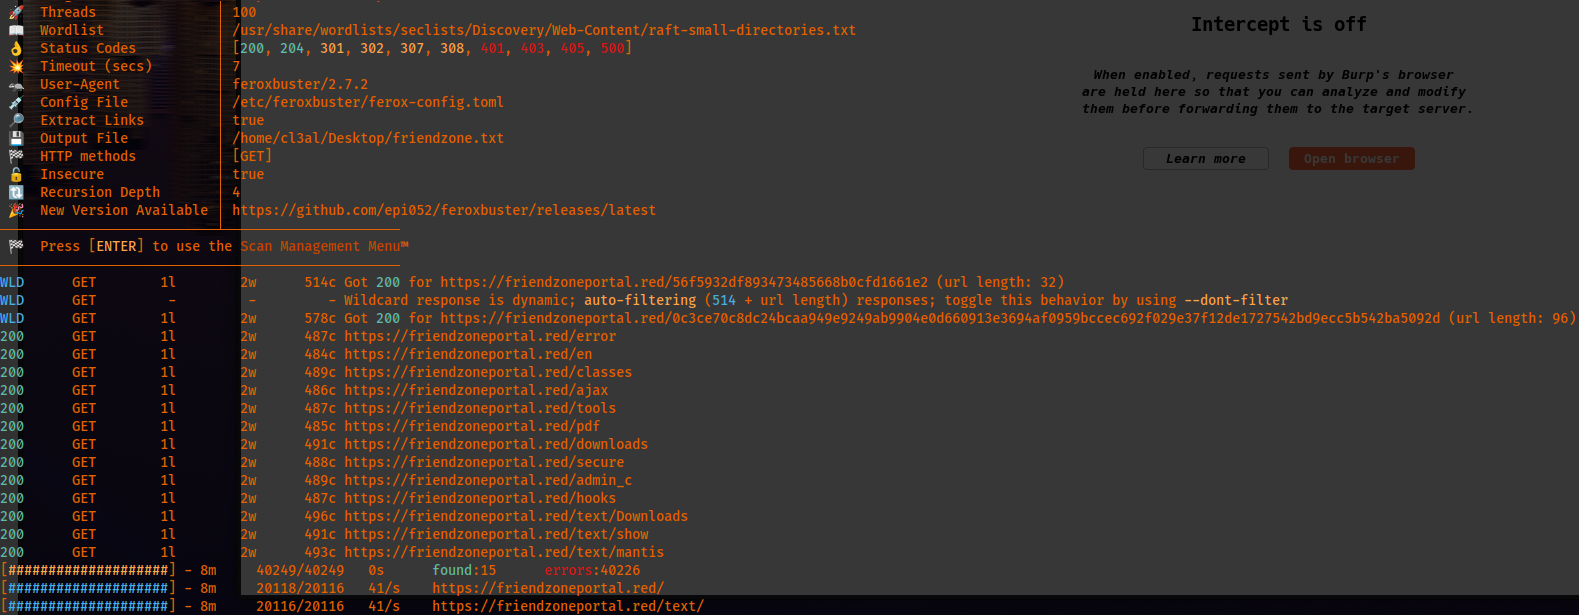 Threads 100
Wordlist /usr/share/wordlists/seclists/Discovery/Web-Content/raft-small-directories.txt
Status Codes [200, 204, 301, 302, 307, 308, 401, 403, 405, 500]
Timeout (secs) 7
User-Agent feroxbuster/2.7.2
Config File /etc/feroxbuster/ferox-config.toml
Extract Links true
Output File /home/cl3al/Desktop/friendzone.txt
HTTP methods [GET]
Insecure true
Recursion Depth 4
New Version Available https://github.com/epi052/feroxbuster/releases/latest
Press [ENTER] to use the Scan Management Menu™
WLD GET 1l 2w 514c Got 200 for https://friendzoneportal.red/56f5932df893473485668b0cfd1661e2 (url length: 32)
WLD GET - - - Wildcard response is dynamic; auto-filtering (514 + url length) responses; toggle this behavior by using --dont-filter
WLD GET 1l 2w 578c Got 200 for https://friendzoneportal.red/0c3ce70c8dc24bcaa949e9249ab9904e0d660913e3694af0959bccec692f029e37f12de1727542bd9ecc5b542ba5092d (url length: 96)
200 GET 1l 2w 487c https://friendzoneportal.red/error
200 GET 1l 2w 484c https://friendzoneportal.red/en
200 GET 1l 2w 489c https://friendzoneportal.red/classes
200 GET 1l 2w 486c https://friendzoneportal.red/ajax
200 GET 1l 2w 487c https://friendzoneportal.red/tools
200 GET 1l 2w 485c https://friendzoneportal.red/pdf
200 GET 1l 2w 491c https://friendzoneportal.red/downloads
200 GET 1l 2w 488c https://friendzoneportal.red/secure
200 GET 1l 2w 489c https://friendzoneportal.red/admin_c
200 GET 1l 2w 487c https://friendzoneportal.red/hooks
200 GET 1l 2w 496c https://friendzoneportal.red/text/Downloads
200 GET 1l 2w 491c https://friendzoneportal.red/text/show
200 GET 1l 2w 493c https://friendzoneportal.red/text/mantis
[####################] - 8m 40249/40249 0s found:15 errors:40226
[####################] - 8m 20118/20116 41/s https://friendzoneportal.red/
[####################] - 8m 20116/20116 41/s https://friendzoneportal.red/text/
Intercept is off
When enabled, requests sent by Burp's browser
are held here so that you can analyze and modify
them before forwarding them to the target server.
Learn more
Open browser